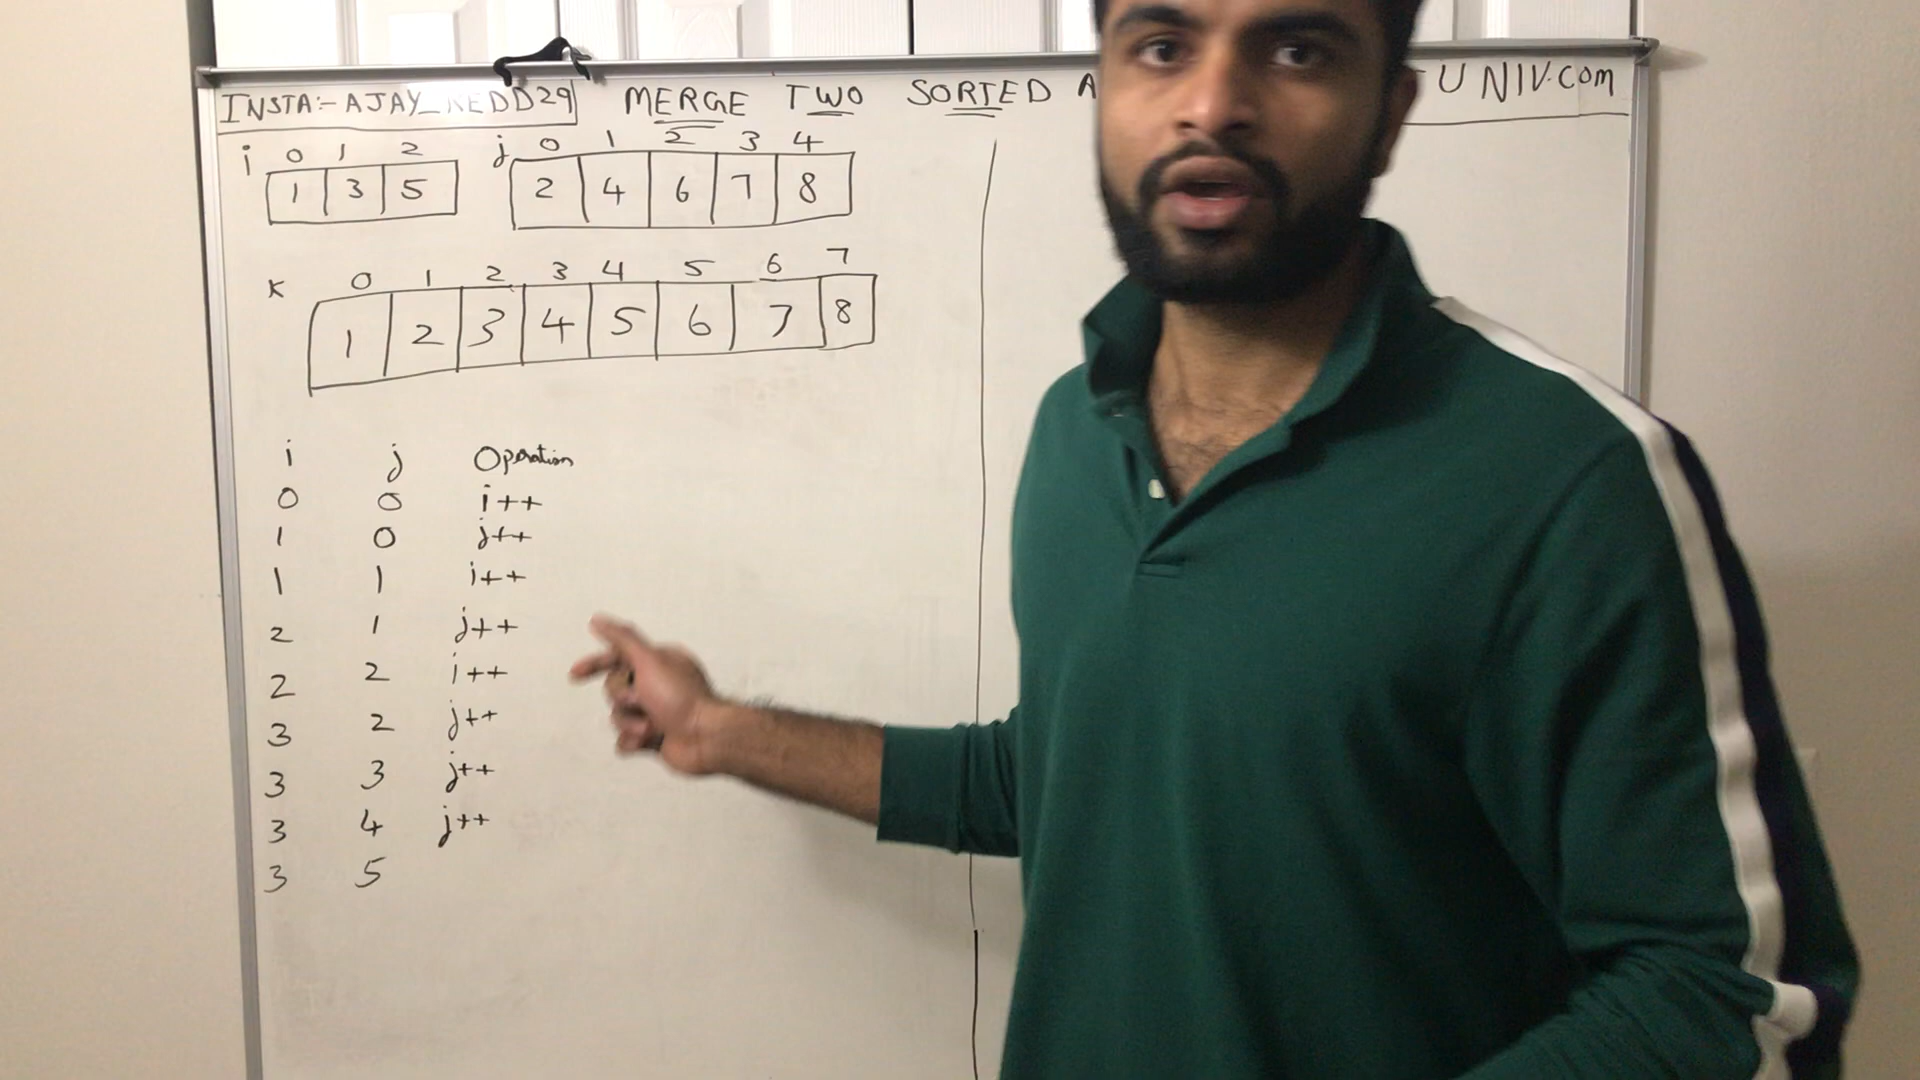 INSTA:- AJAY_NEDD29 MERGE TWO SORTED A UNIV.COM
i 0 1 2 j 0 1 2 3 4
1 3 5 2 4 6 7 8
K 0 1 2 3 4 5 6 7
1 2 3 4 5 6 7 8
i j Operation
0 0 i++
1 0 j++
1 1 i++
2 1 j++
2 2 i++
3 2 j++
3 3 j++
3 4 j++
3 5